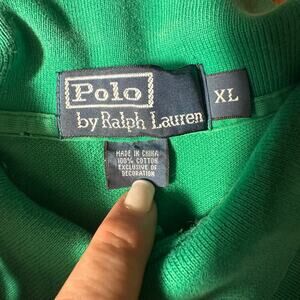 Polo
by Ralph Lauren
XL
MADE IN CHINA
100% COTTON
EXCLUSIVE OF
DECORATION